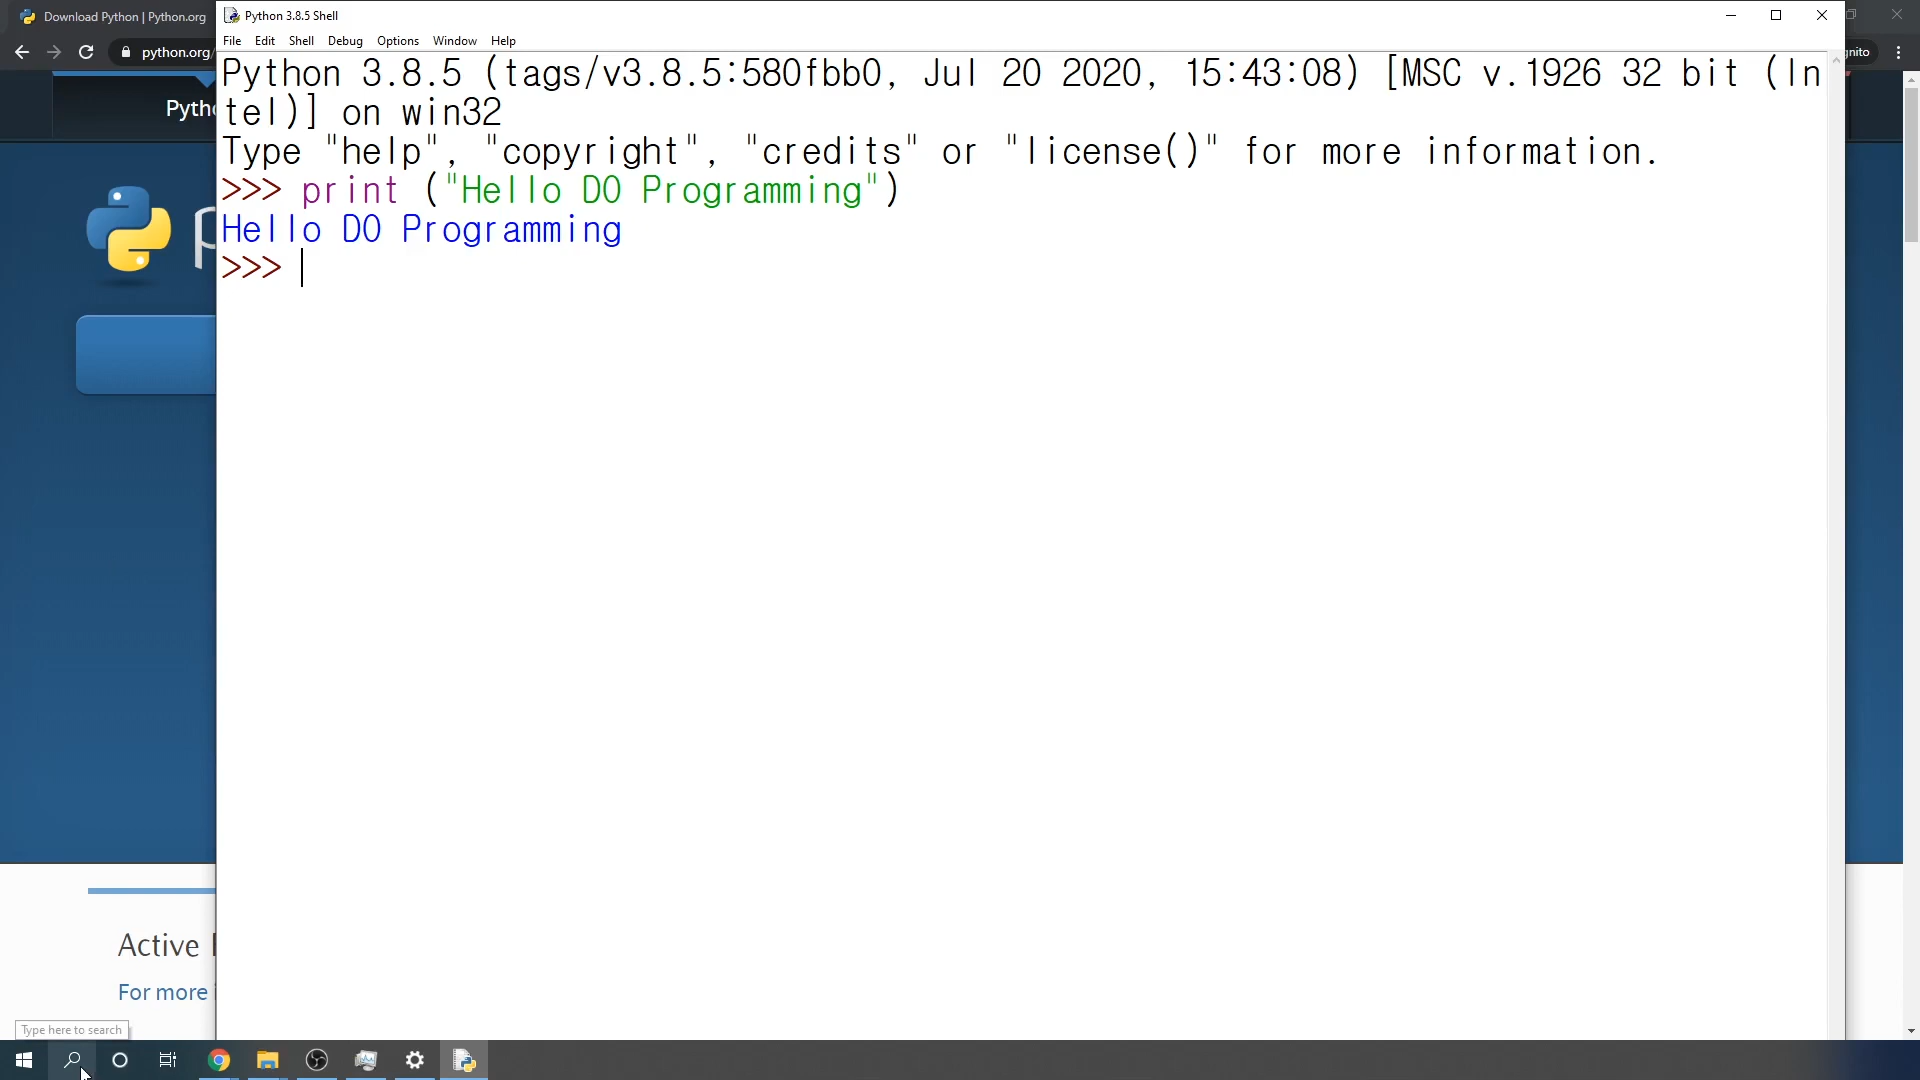 Download Python | Python.org
Python 3.8.5 Shell
python.org/
File Edit Shell Debug Options Window Help
Python 3.8.5 (tags/v3.8.5:580fbb0, Jul 20 2020, 15:43:08) [MSC v.1926 32 bit (In
tel)] on win32
Type "help", "copyright", "credits" or "license()" for more information.
>>> print ("Hello DO Programming")
Hello DO Programming
>>>
Active
For more
Type here to search